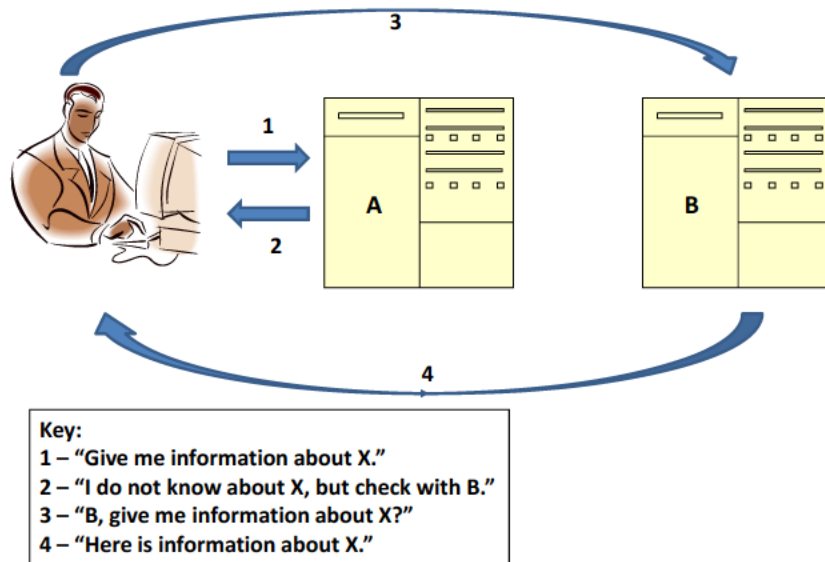 3
1
A
B
2
4
Key:
1 – “Give me information about X.”
2 – “I do not know about X, but check with B.”
3 – “B, give me information about X?”
4 – “Here is information about X.”